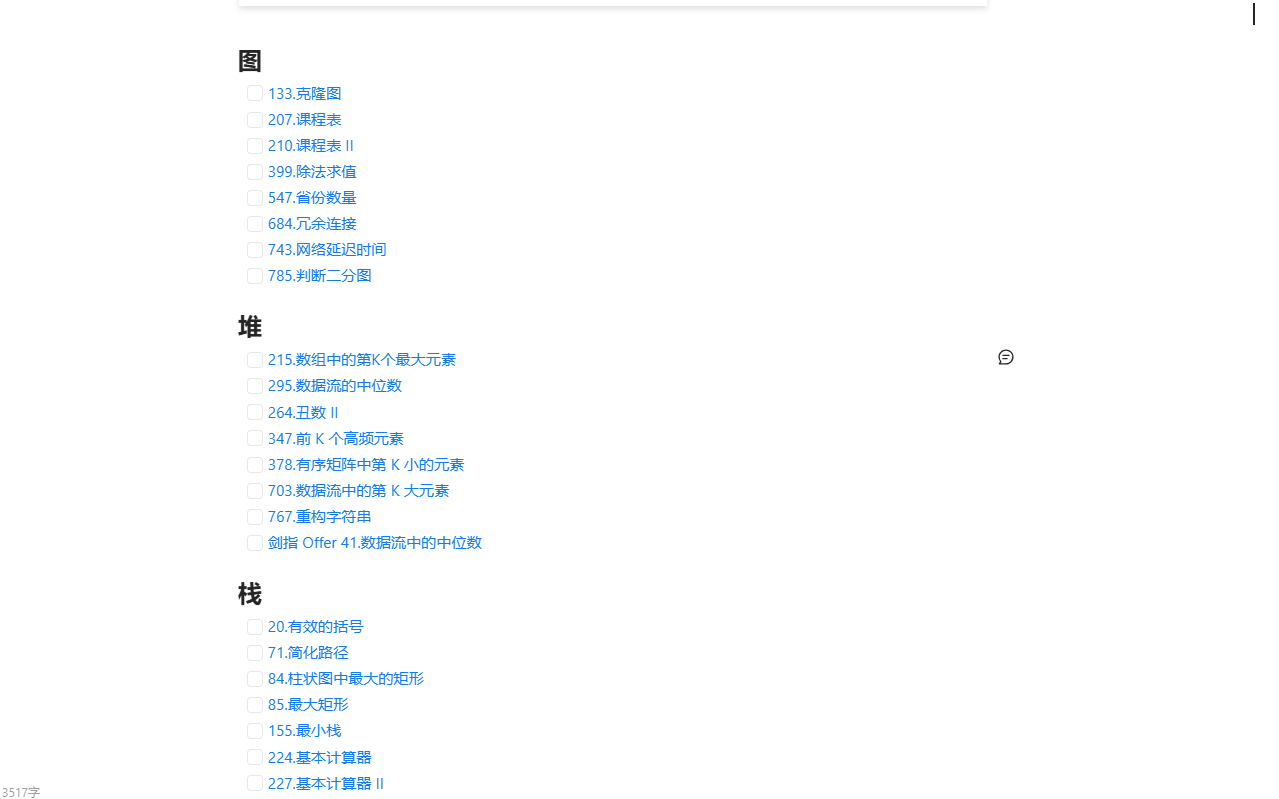 图
133.克隆图
207.课程表
210.课程表 II
399.除法求值
547.省份数量
684.冗余连接
743.网络延迟时间
785.判断二分图
堆
215.数组中的第K个最大元素
295.数据流的中位数
264.丑数 II
347.前 K 个高频元素
378.有序矩阵中第 K 小的元素
703.数据流中的第 K 大元素
767.重构字符串
剑指 Offer 41.数据流中的中位数
栈
20.有效的括号
71.简化路径
84.柱状图中最大的矩形
85.最大矩形
155.最小栈
224.基本计算器
227.基本计算器 II
3517字